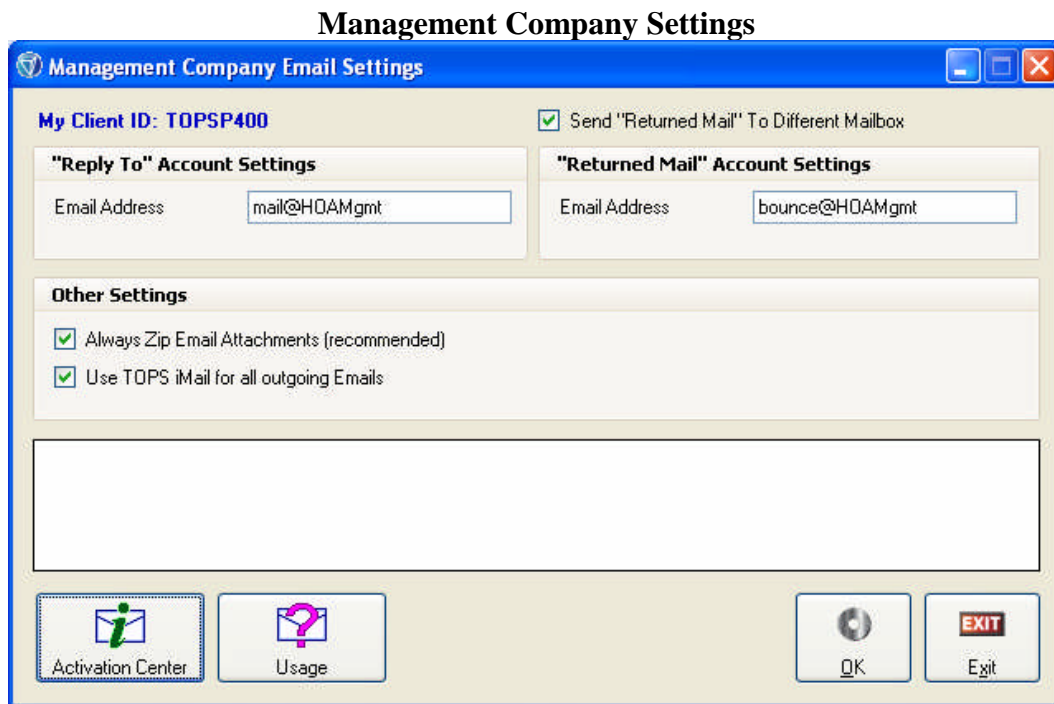 Management Company Settings
Management Company Email Settings
My Client ID: TOPSP400
Send "Returned Mail" To Different Mailbox
"Reply To" Account Settings
Email Address mail@HOAMgmt
"Returned Mail" Account Settings
Email Address bounce@HOAMgmt
Other Settings
Always Zip Email Attachments (recommended)
Use TOPS iMail for all outgoing Emails
Activation Center
Usage
OK
EXIT
Exit